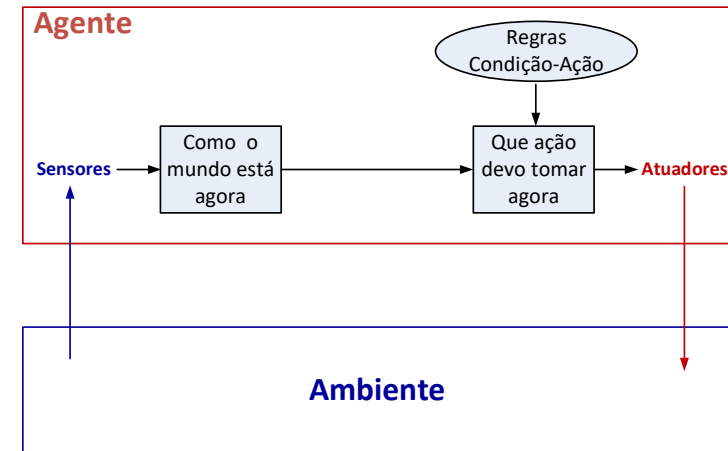 Agente
Regras
Condição-Ação
Sensores
Como o
mundo está
agora
Que ação
devo tomar
agora
Atuadores
Ambiente